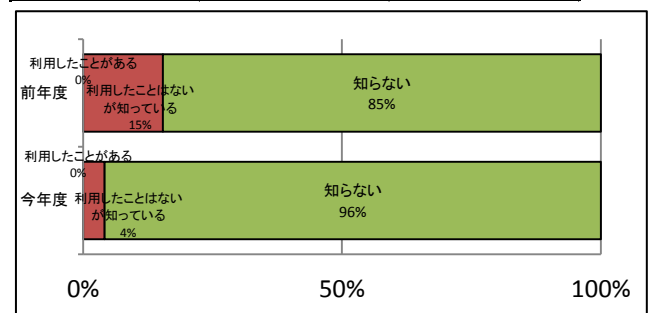 利用したことがある
0%
前年度
利用したことはない
が知っている
15%
知らない
85%
利用したことがある
0%
今年度
利用したことはない
が知っている
4%
知らない
96%
0% 50% 100%